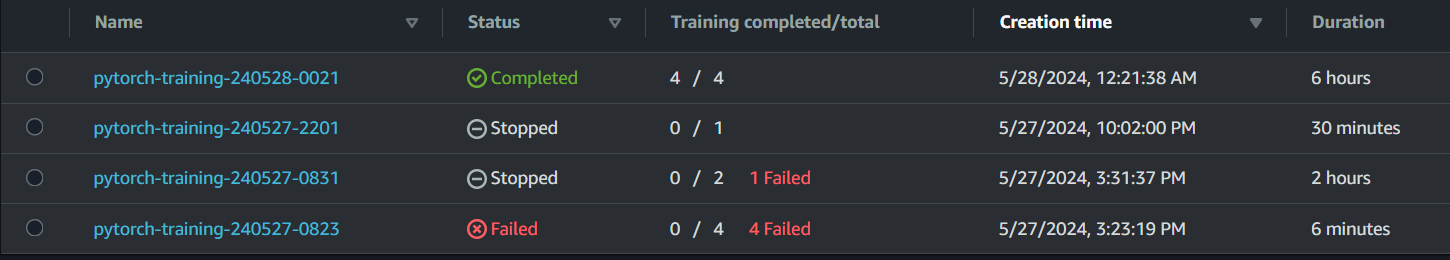 Name Status Training completed/total Creation time Duration
pytorch-training-240528-0021 Completed 4 / 4 5/28/2024, 12:21:38 AM 6 hours
pytorch-training-240527-2201 Stopped 0 / 1 5/27/2024, 10:02:00 PM 30 minutes
pytorch-training-240527-0831 Stopped 0 / 2 1 Failed 5/27/2024, 3:31:37 PM 2 hours
pytorch-training-240527-0823 Failed 0 / 4 4 Failed 5/27/2024, 3:23:19 PM 6 minutes